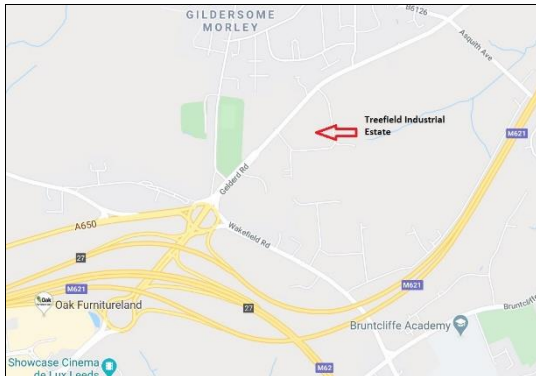 GILDERSOME
MORLEY
B6126
Asquith Ave
M621
Treefield Industrial
Estate
Gelderd Rd
A650
Wakefield Rd
27
M621
M621
Oak Furnitureland
27
Bruntcliffe Academy
Bruntcliffe
Showcase Cinema
de Lux Leeds
M62